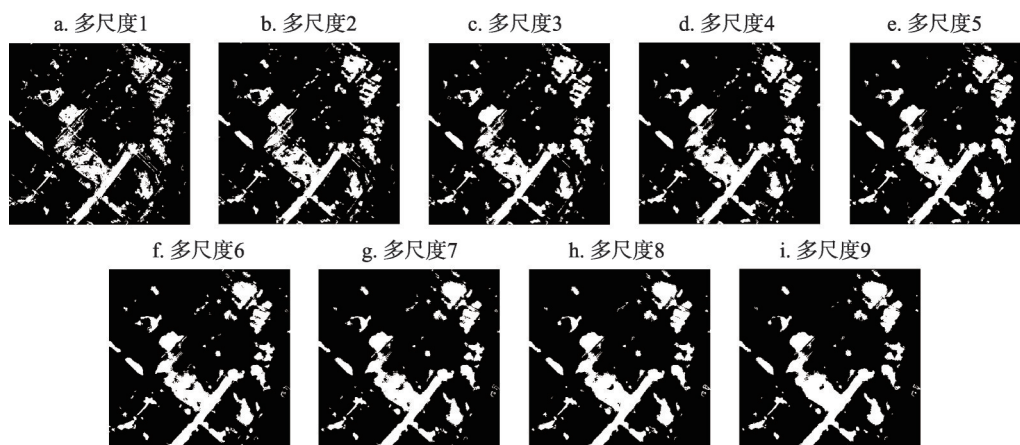 a. 多尺度1
b. 多尺度2
c. 多尺度3
d. 多尺度4
e. 多尺度5
f. 多尺度6
g. 多尺度7
h. 多尺度8
i. 多尺度9